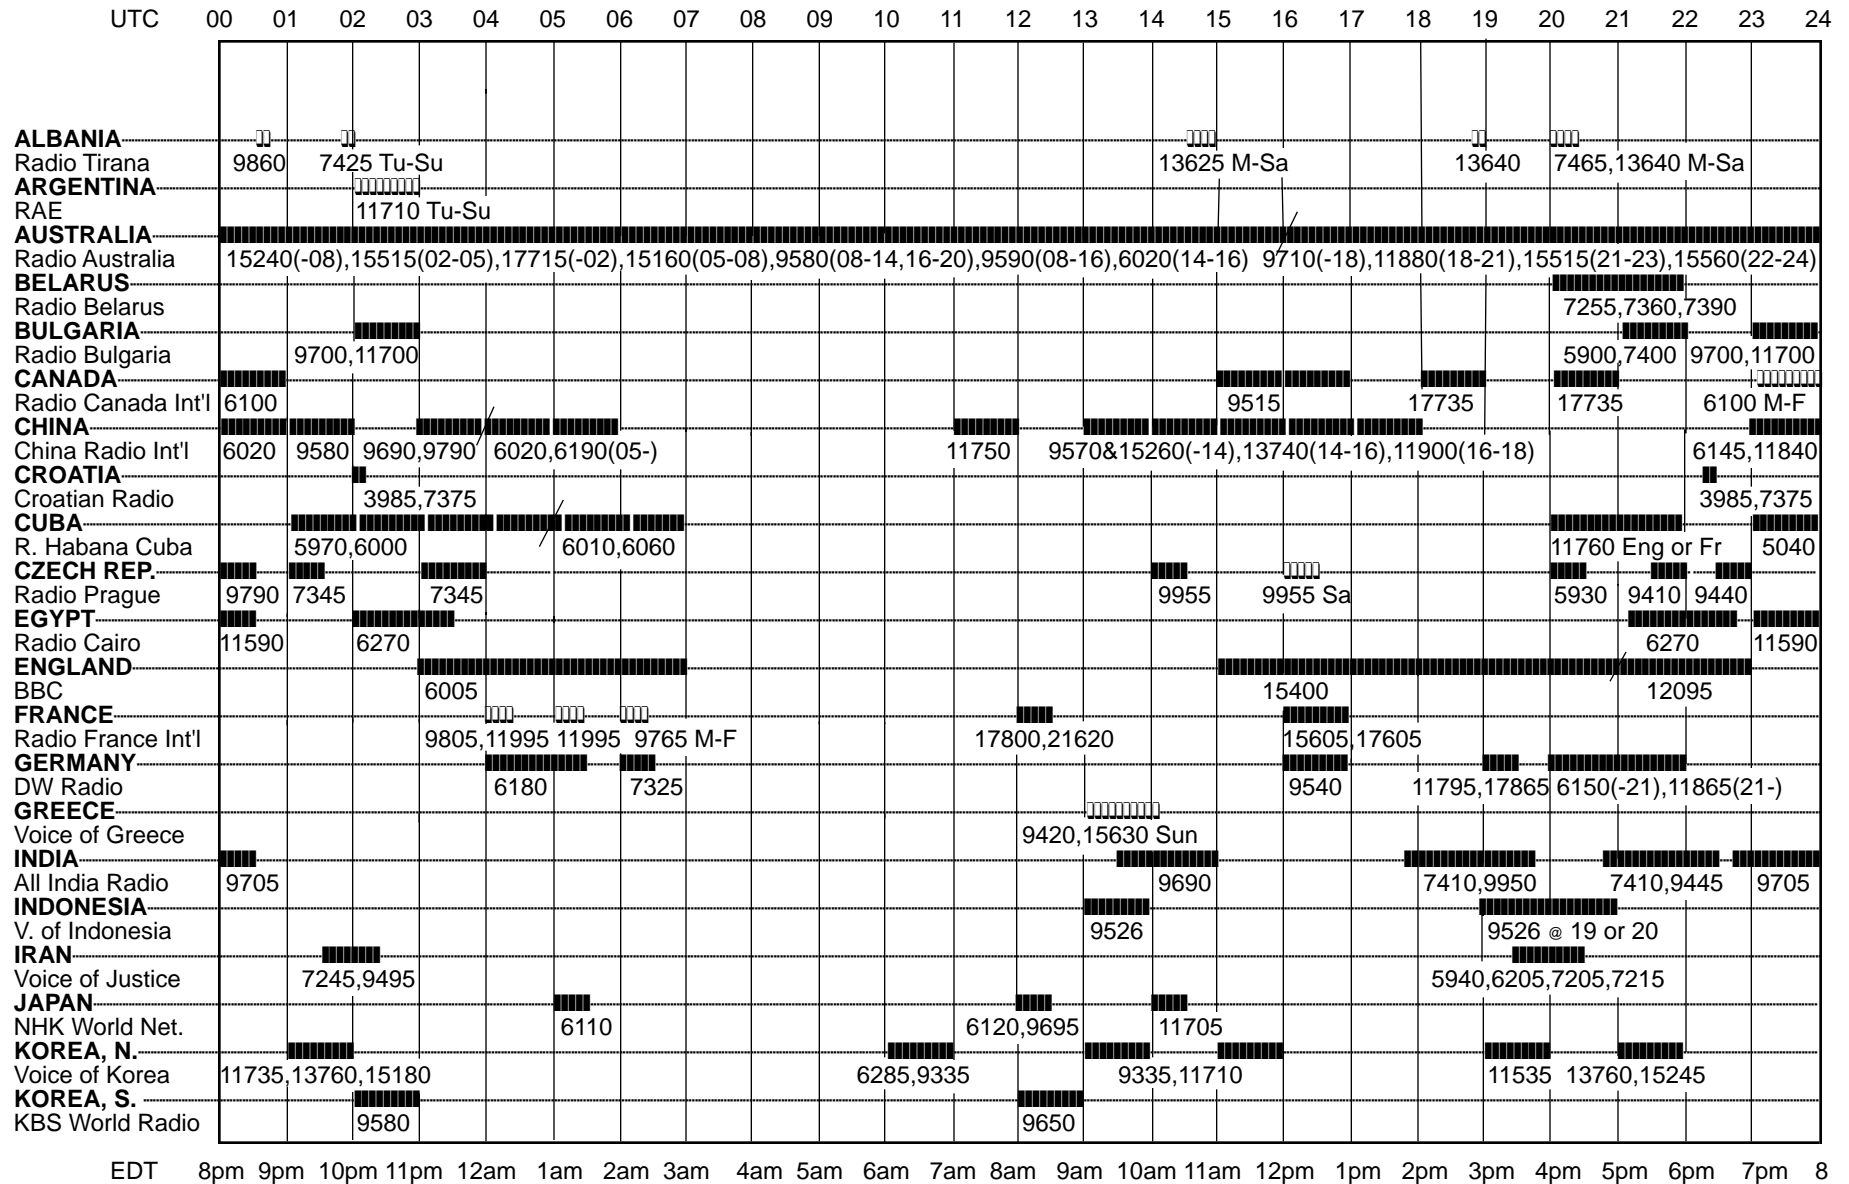 UTC 00 01 02 03 04 05 06 07 08 09 10 11 12 13 14 15 16 17 18 19 20 21 22 23 24
ALBANIA
Radio Tirana 9860 7425 Tu-Su 13625 M-Sa 13640 7465,13640 M-Sa
ARGENTINA
RAE 11710 Tu-Su
AUSTRALIA
Radio Australia 15240(-08),15515(02-05),17715(-02),15160(05-08),9580(08-14,16-20),9590(08-16),6020(14-16) 9710(-18),11880(18-21),15515(21-23),15560(22-24)
BELARUS
Radio Belarus 7255,7360,7390
BULGARIA
Radio Bulgaria 9700,11700 5900,7400 9700,11700
CANADA
Radio Canada Int'l 6100 9515 17735 17735 6100 M-F
CHINA
China Radio Int'l 6020 9580 9690,9790 6020,6190(05-) 11750 9570&15260(-14),13740(14-16),11900(16-18) 6145,11840
CROATIA
Croatian Radio 3985,7375 3985,7375
CUBA
R. Habana Cuba 5970,6000 6010,6060 11760 Eng or Fr 5040
CZECH REP.
Radio Prague 9790 7345 7345 9955 9955 Sa 5930 9410 9440
EGYPT
Radio Cairo 11590 6270 6270 11590
ENGLAND
BBC 6005 15400 12095
FRANCE
Radio France Int'l 9805,11995 11995 9765 M-F 17800,21620 15605,17605
GERMANY
DW Radio 6180 7325 9540 11795,17865 6150(-21),11865(21-)
GREECE
Voice of Greece 9420,15630 Sun
INDIA
All India Radio 9705 9690 7410,9950 7410,9445 9705
INDONESIA
V. of Indonesia 9526 9526 @ 19 or 20
IRAN
Voice of Justice 7245,9495 5940,6205,7205,7215
JAPAN
NHK World Net. 6110 6120,9695 11705
KOREA, N.
Voice of Korea 11735,13760,15180 6285,9335 9335,11710 11535 13760,15245
KOREA, S.
KBS World Radio 9580 9650
EDT 8pm 9pm 10pm 11pm 12am 1am 2am 3am 4am 5am 6am 7am 8am 9am 10am 11am 12pm 1pm 2pm 3pm 4pm 5pm 6pm 7pm 8